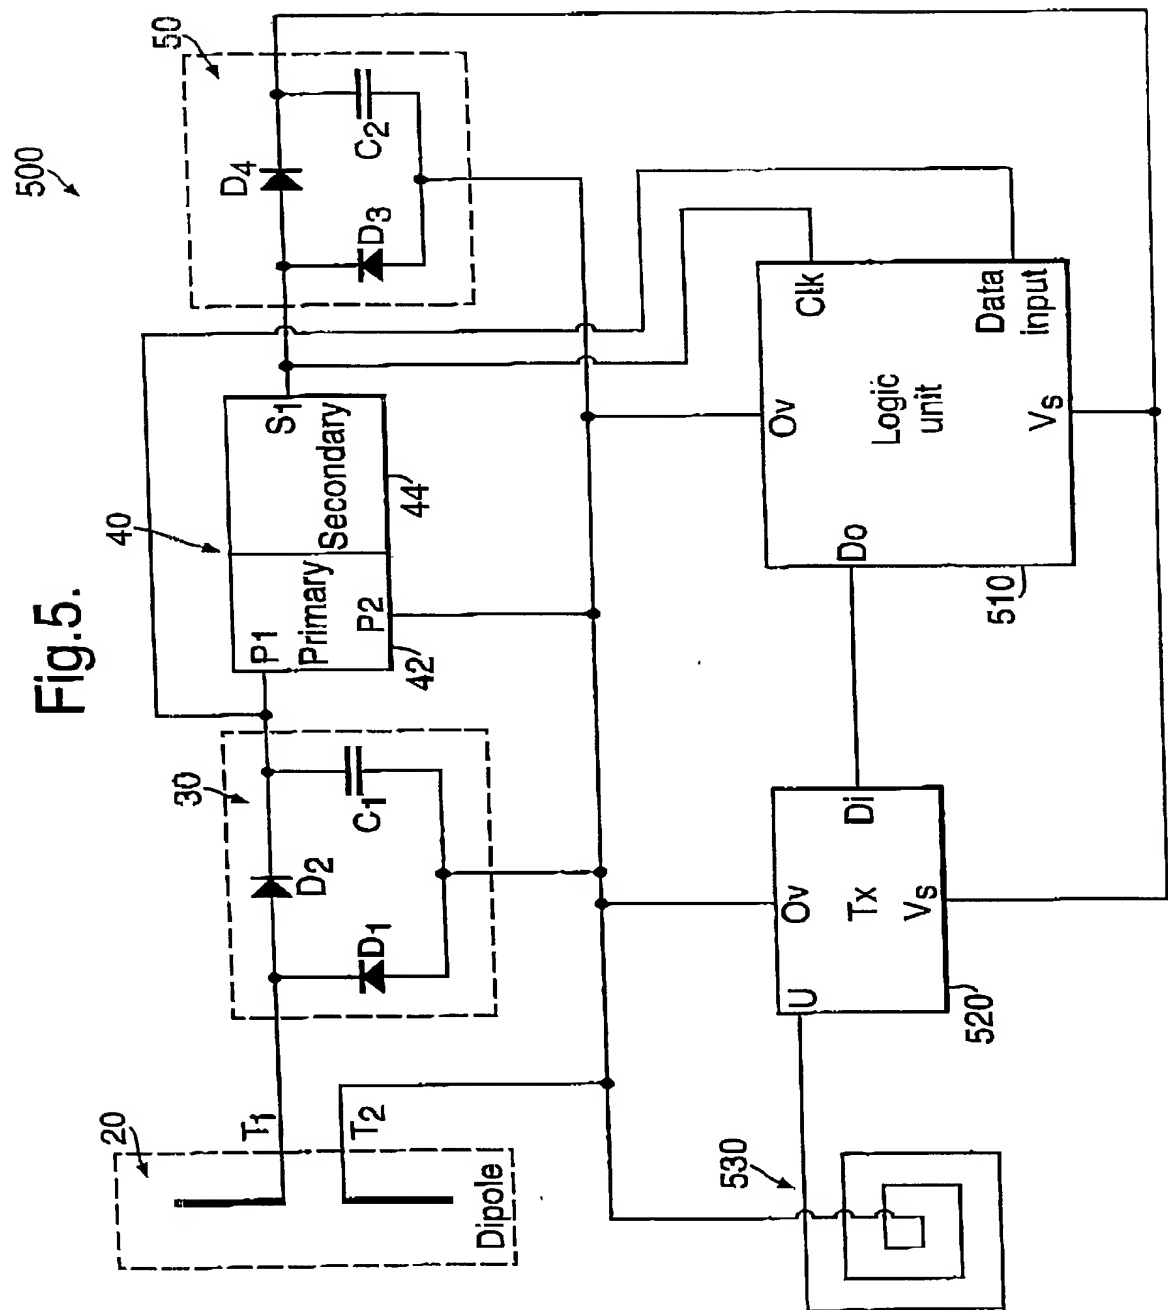 Fig.5.
500
20
T1
T2
Dipole
30
D2
D1
C1
40
P1
Primary
P2
42
S1
Secondary
44
50
D4
D3
C2
530
U
Ov
Tx
Vs
Di
520
Do
Ov
Logic
unit
Clk
Data
input
Vs
510